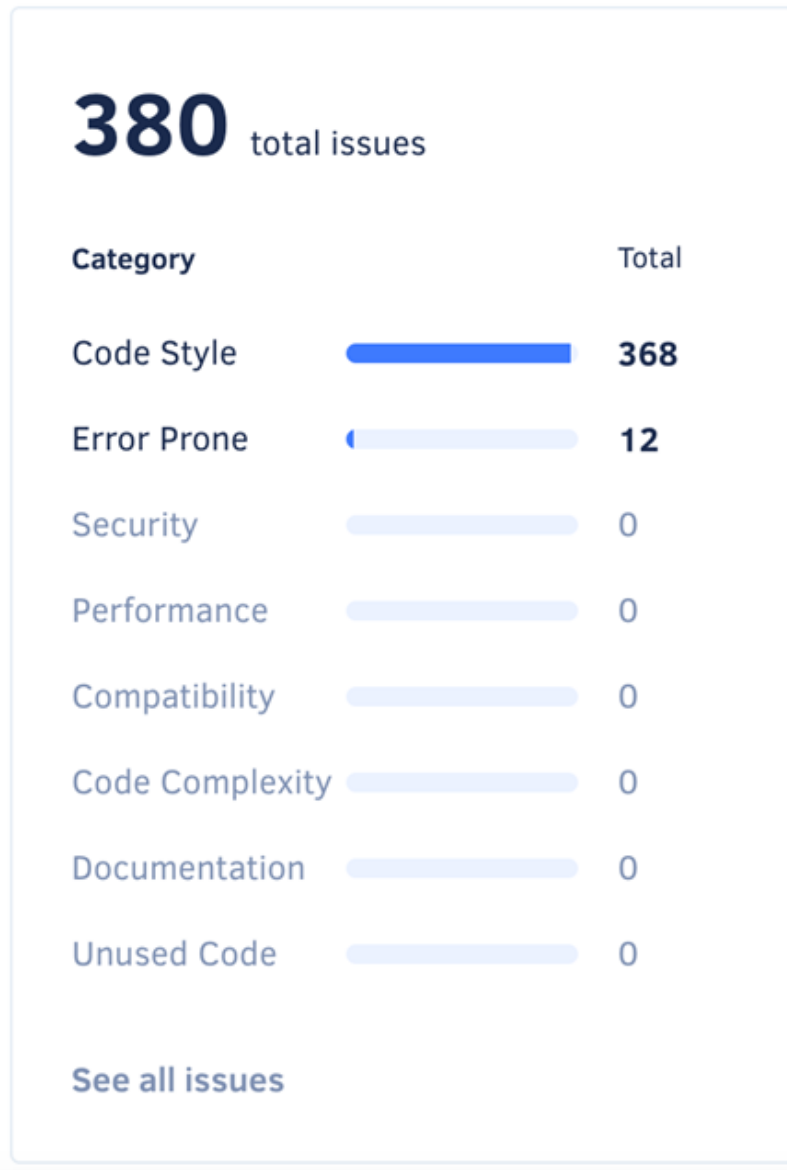 380 total issues
Category Total
Code Style 368
Error Prone 12
Security 0
Performance 0
Compatibility 0
Code Complexity 0
Documentation 0
Unused Code 0
See all issues